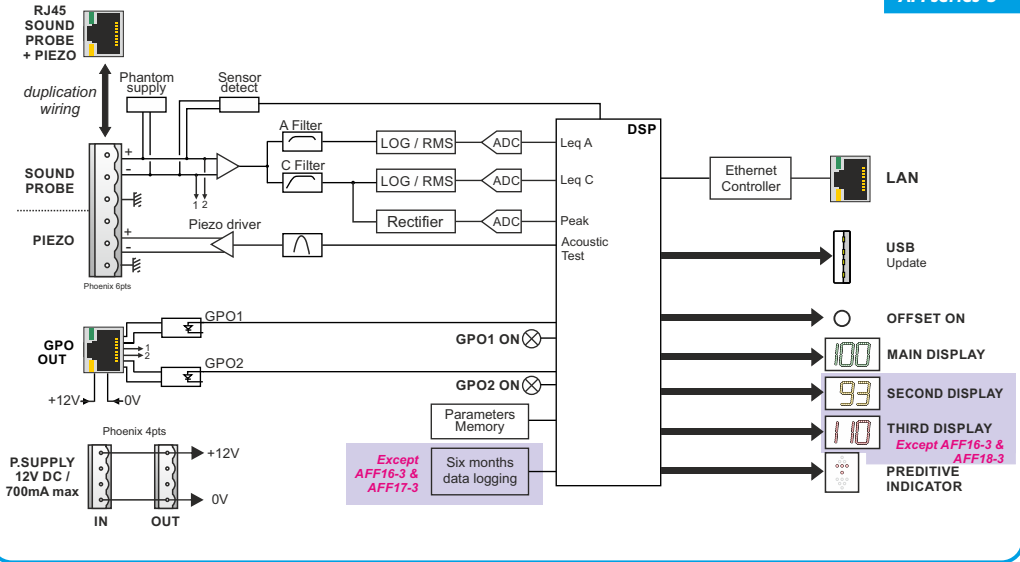 RJ45
SOUND
PROBE
+ PIEZO
duplication
wiring
Phantom
supply
Sensor
detect
A Filter
C Filter
LOG / RMS
ADC
LOG / RMS
ADC
Rectifier
ADC
DSP
Leq A
Leq C
Peak
Acoustic
Test
SOUND
PROBE
+
-
1 2
PIEZO
+
-
Piezo driver
Phoenix 6pts
Ethernet
Controller
LAN
USB
Update
OFFSET ON
100
MAIN DISPLAY
93
SECOND DISPLAY
110
THIRD DISPLAY
Except AFF16-3 &
AFF18-3
PREDITIVE
INDICATOR
GPO
OUT
GPO1
1
2
GPO2
+12V
0V
GPO1 ON
GPO2 ON
Parameters
Memory
Except
AFF16-3 &
AFF17-3
Six months
data logging
Phoenix 4pts
P.SUPPLY
12V DC /
700mA max
+12V
0V
IN
OUT